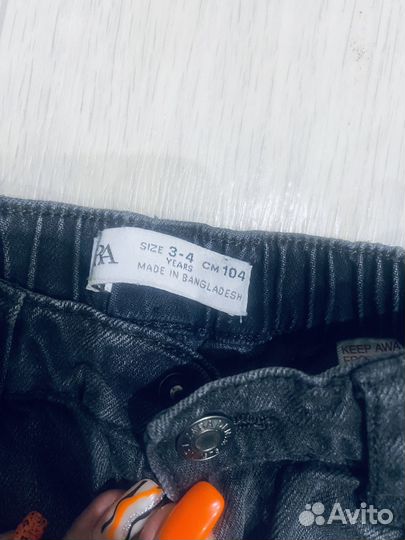 RA
SIZE 3-4 CM 104
YEARS
MADE IN BANGLADESH
KEEP AWA
Avito